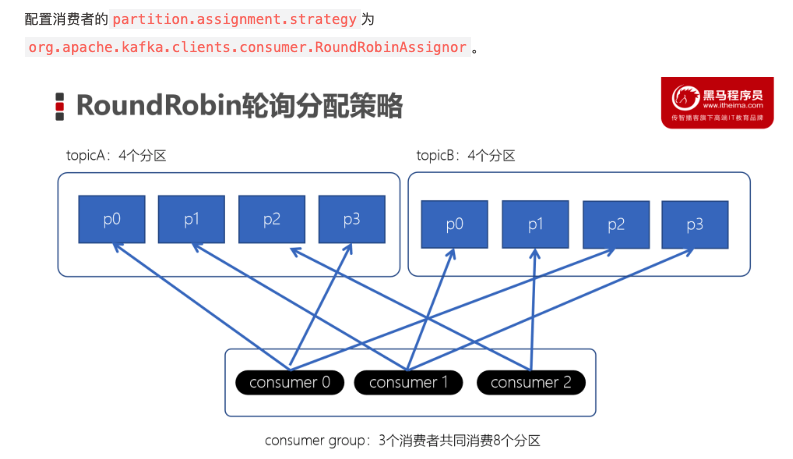 配置消费者的 partition.assignment.strategy 为
org.apache.kafka.clients.consumer.RoundRobinAssignor 。
RoundRobin轮询分配策略
黑马程序员
www.itheima.com
传智播客旗下高端IT教育品牌
topicA：4个分区
topicB：4个分区
p0 p1 p2 p3
p0 p1 p2 p3
consumer 0 consumer 1 consumer 2
consumer group：3个消费者共同消费8个分区